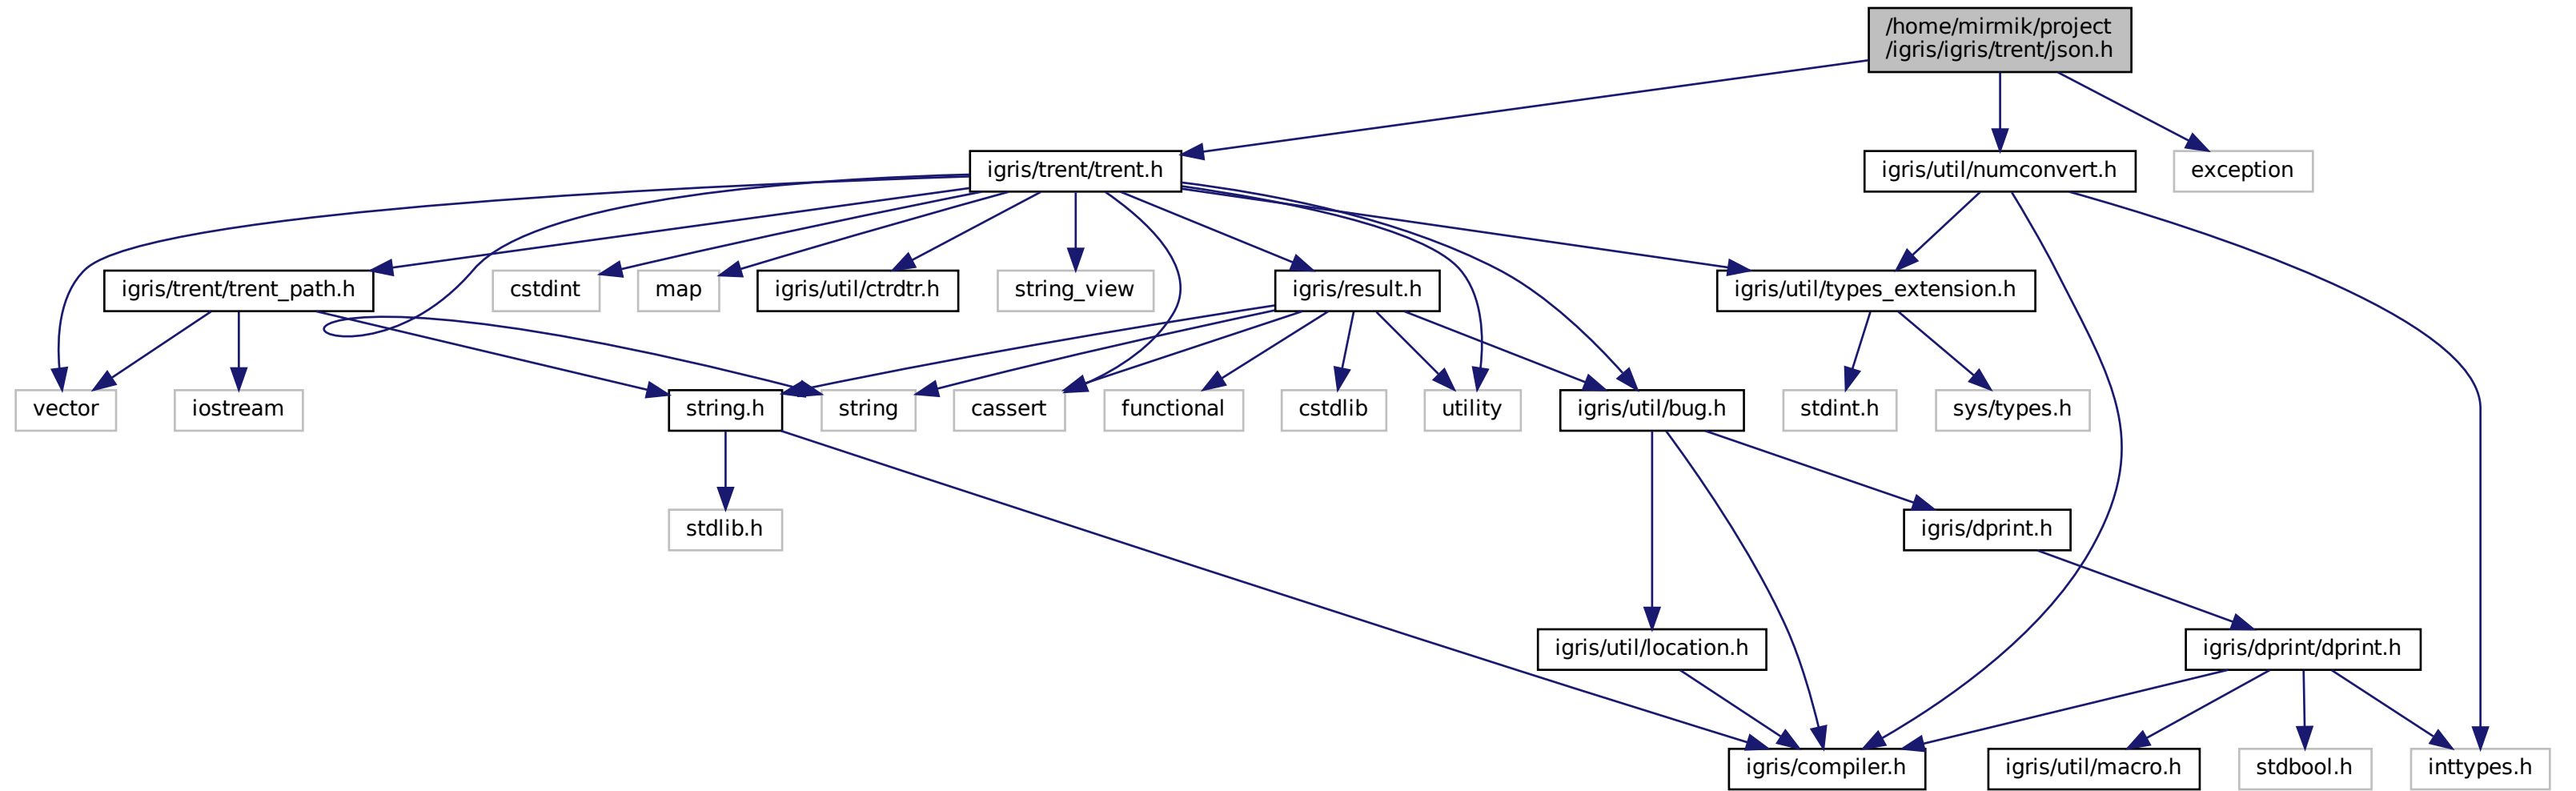 /home/mirmik/project
/igris/igris/trent/json.h
igris/trent/trent.h
igris/util/numconvert.h
exception
igris/trent/trent_path.h
cstdint
map
igris/util/ctrdtr.h
string_view
igris/result.h
igris/util/types_extension.h
vector
iostream
string.h
string
cassert
functional
cstdlib
utility
igris/util/bug.h
stdint.h
sys/types.h
stdlib.h
igris/dprint.h
igris/util/location.h
igris/dprint/dprint.h
igris/compiler.h
igris/util/macro.h
stdbool.h
inttypes.h